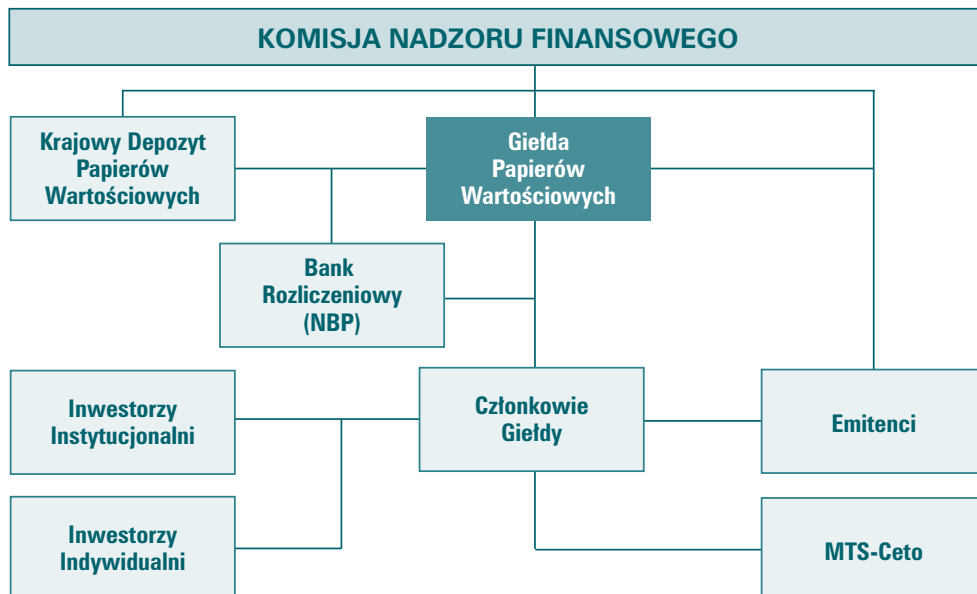 KOMISJA NADZORU FINANSOWEGO
Krajowy Depozyt
Papierów
Wartościowych
Giełda
Papierów
Wartościowych
Bank
Rozliczeniowy
(NBP)
Inwestorzy
Instytucjonalni
Członkowie
Giełdy
Emitenci
Inwestorzy
Indywidualni
MTS-Ceto